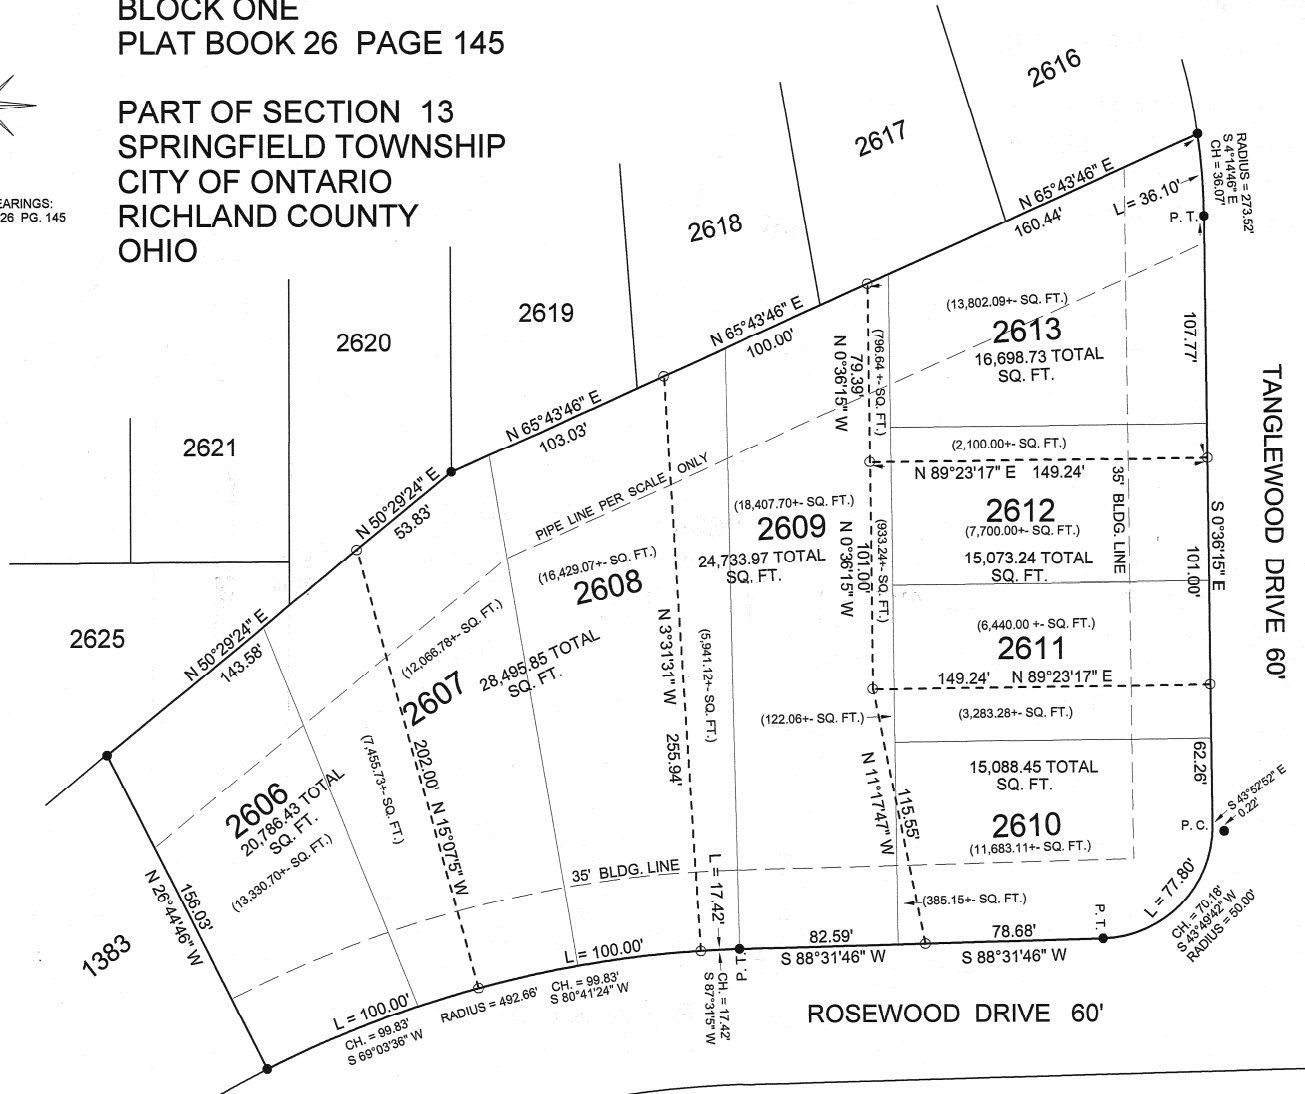 BLOCK ONE
PLAT BOOK 26 PAGE 145
PART OF SECTION 13
SPRINGFIELD TOWNSHIP
CITY OF ONTARIO
RICHLAND COUNTY
OHIO
EARINGS:
26 PG. 145
2616
2617
2618
2619
2620
2621
2625
1383
N 65°43'46" E
160.44'
L = 36.10'
P. T.
RADIUS = 273.52'
S 4°14'46" E
CH = 36.07'
N 65°43'46" E
100.00'
N 65°43'46" E
103.03'
N 50°29'24" E
53.83'
N 50°29'24" E
143.58'
(13,802.09+- SQ. FT.)
2613
16,698.73 TOTAL
SQ. FT.
(796.64 +- SQ. FT.)
79.39'
N 0°36'15" W
107.77'
(2,100.00+- SQ. FT.)
N 89°23'17" E 149.24'
35' BLDG. LINE
2612
(7,700.00+- SQ. FT.)
15,073.24 TOTAL
SQ. FT.
(933.24+- SQ. FT.)
101.00'
N 0°36'15" W
S 0°36'15" E
101.00'
TANGLEWOOD DRIVE 60'
(6,440.00 +- SQ. FT.)
2611
149.24' N 89°23'17" E
(3,283.28+- SQ. FT.)
(122.06+- SQ. FT.)
62.26'
15,088.45 TOTAL
SQ. FT.
2610
(11,683.11+- SQ. FT.)
(385.15+- SQ. FT.)
N 11°17'47" W
115.55'
P. C.
S 43°52'52" E
0.22'
L = 77.80'
CH. = 70.18'
S 43°49'42" W
RADIUS = 50.00'
P. T.
78.68'
S 88°31'46" W
82.59'
S 88°31'46" W
PIPE LINE PER SCALE ONLY
(18,407.70+- SQ. FT.)
2609
24,733.97 TOTAL
SQ. FT.
(5,941.12+- SQ. FT.)
N 3°31'31" W 255.94'
(16,429.07+- SQ. FT.)
2608
28,495.85 TOTAL
SQ. FT.
(12,066.78+- SQ. FT.)
2607
(7,455.73+- SQ. FT.)
202.00' N 15°07'5" W
2606
20,786.43 TOTAL
SQ. FT.
(13,330.70+- SQ. FT.)
156.03'
N 26°44'46" W
35' BLDG. LINE
L = 17.42'
P. T.
CH. = 17.42'
S 87°31'5" W
L = 100.00'
CH. = 99.83'
S 80°41'24" W
RADIUS = 492.66'
L = 100.00'
CH. = 99.83'
S 69°03'36" W
ROSEWOOD DRIVE 60'